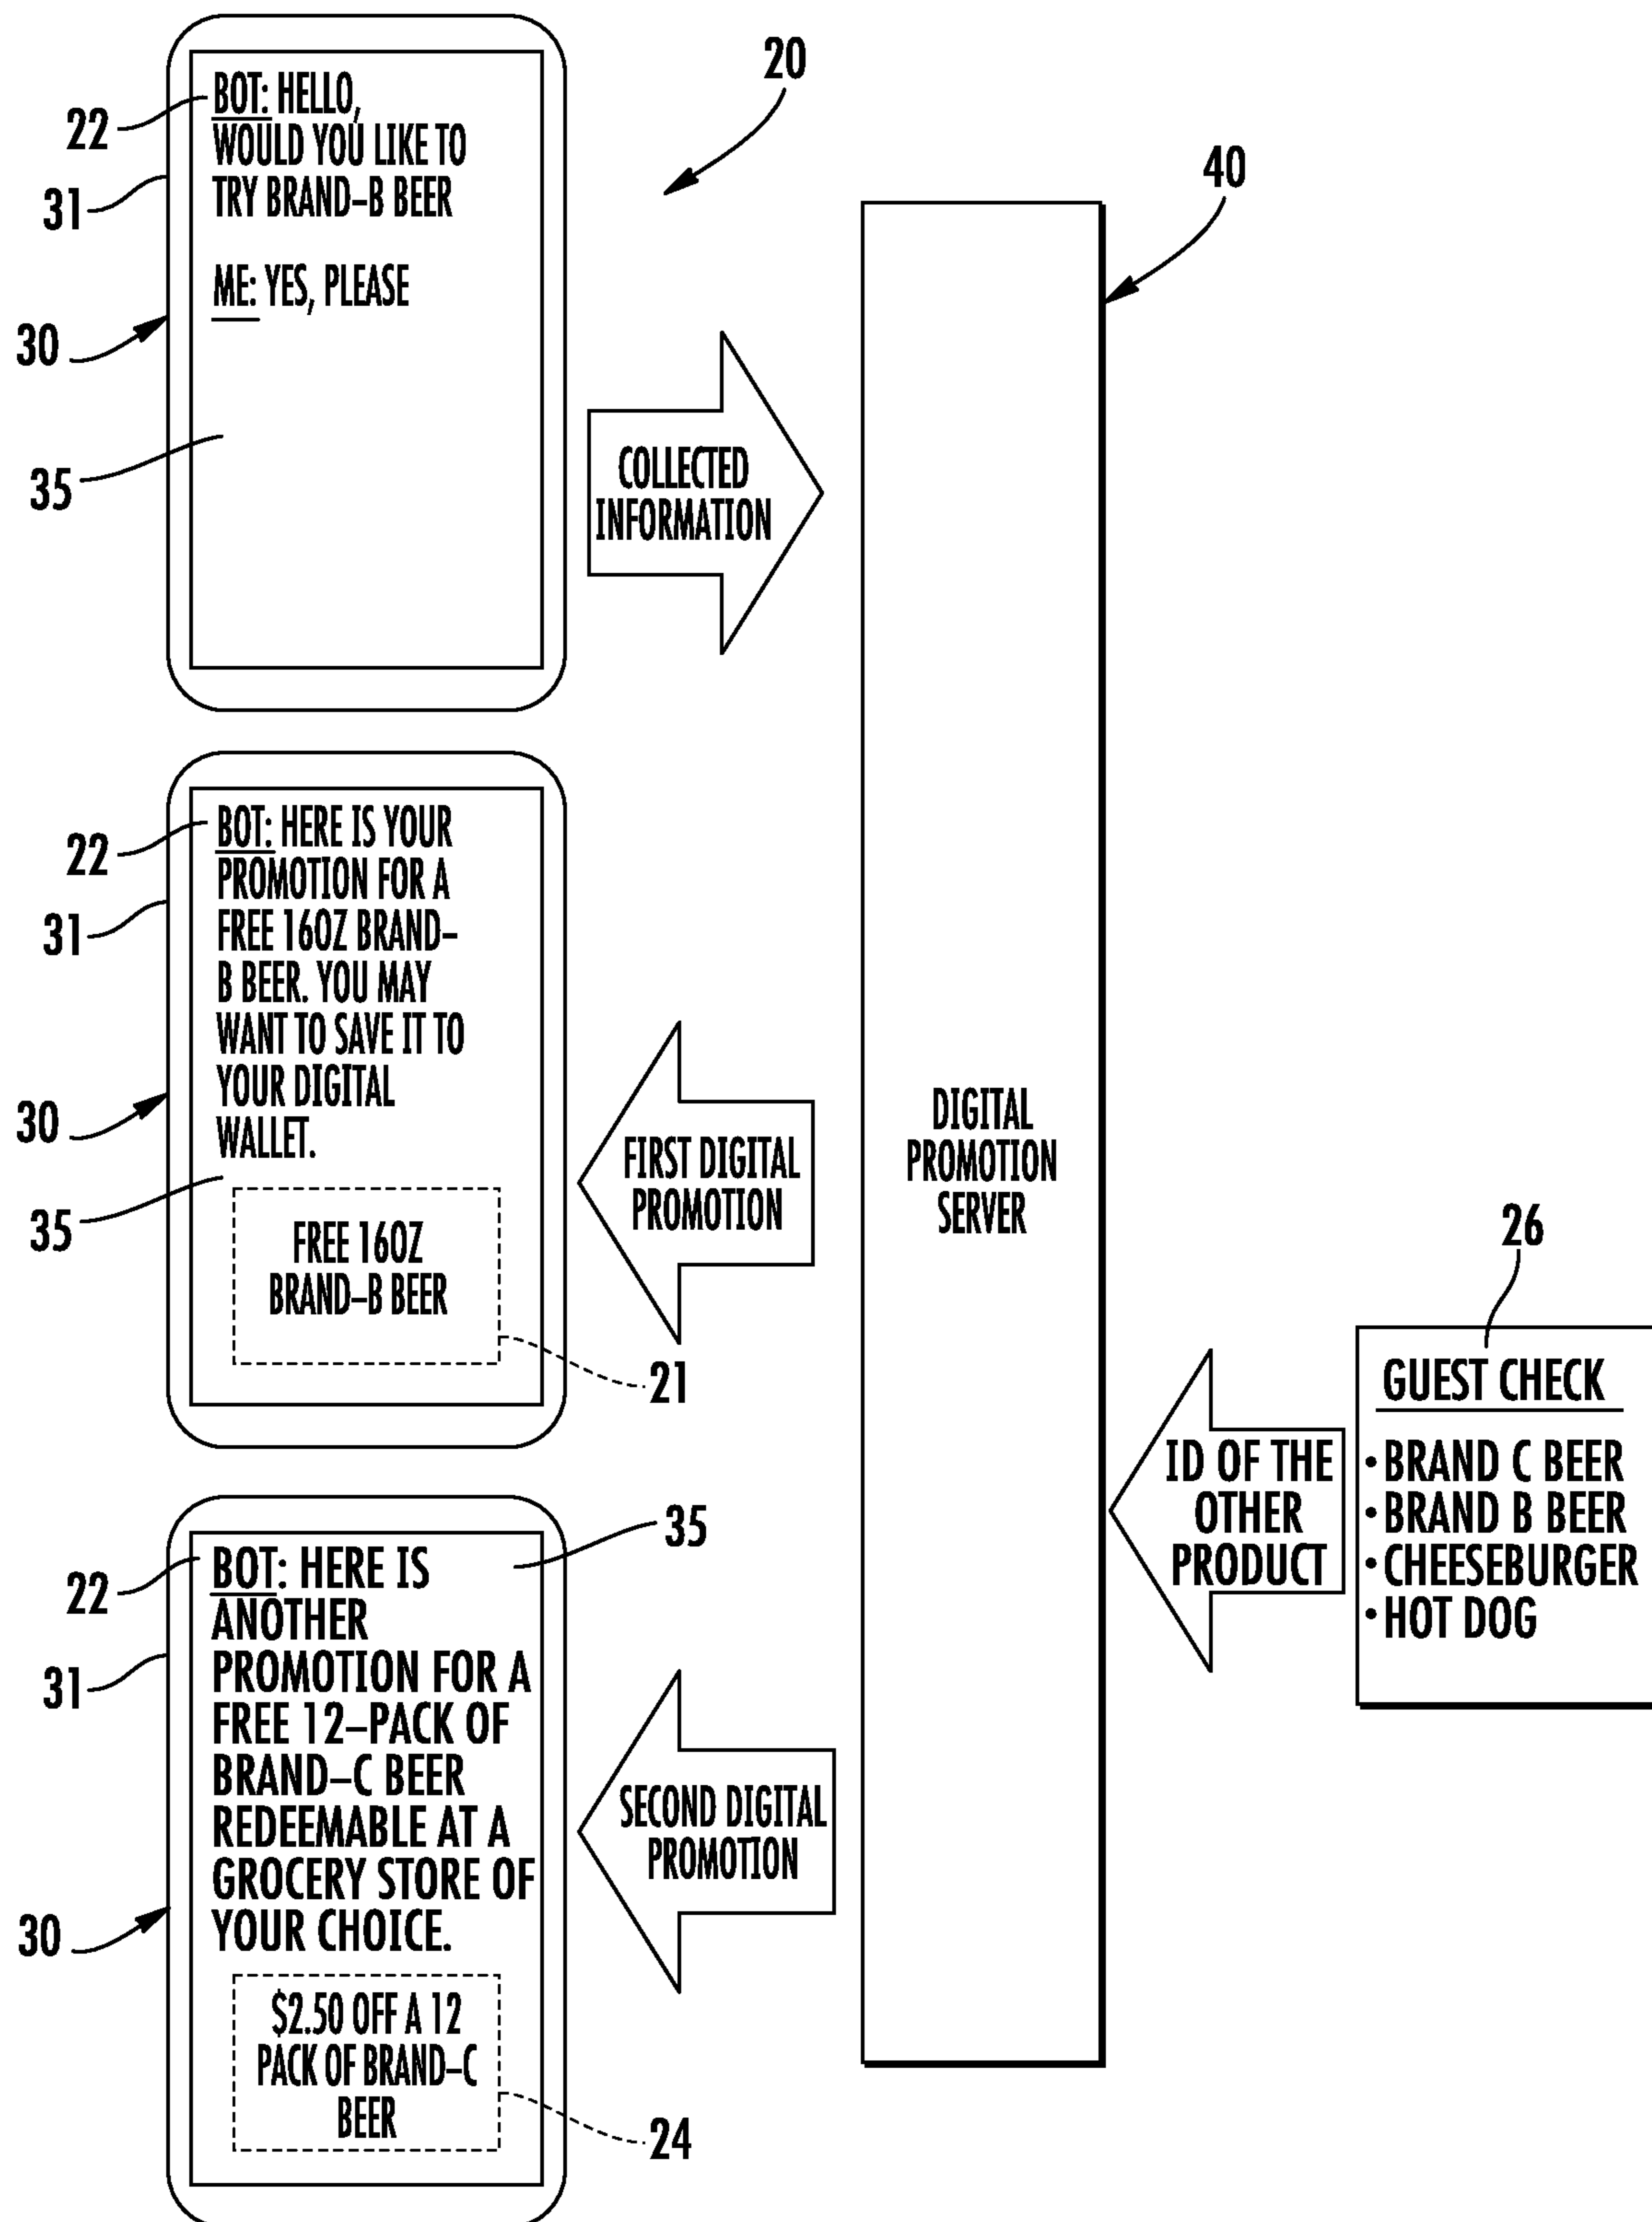 20
40
22
31
30
35
BOT: HELLO,
WOULD YOU LIKE TO
TRY BRAND–B BEER
ME: YES, PLEASE
COLLECTED
INFORMATION
22
31
30
35
BOT: HERE IS YOUR
PROMOTION FOR A
FREE 16OZ BRAND–
B BEER. YOU MAY
WANT TO SAVE IT TO
YOUR DIGITAL
WALLET.
FREE 16OZ
BRAND–B BEER
21
FIRST DIGITAL
PROMOTION
DIGITAL
PROMOTION
SERVER
26
GUEST CHECK
• BRAND C BEER
• BRAND B BEER
• CHEESEBURGER
• HOT DOG
ID OF THE
OTHER
PRODUCT
22
31
30
35
BOT: HERE IS
ANOTHER
PROMOTION FOR A
FREE 12–PACK OF
BRAND–C BEER
REDEEMABLE AT A
GROCERY STORE OF
YOUR CHOICE.
$2.50 OFF A 12
PACK OF BRAND–C
BEER
24
SECOND DIGITAL
PROMOTION